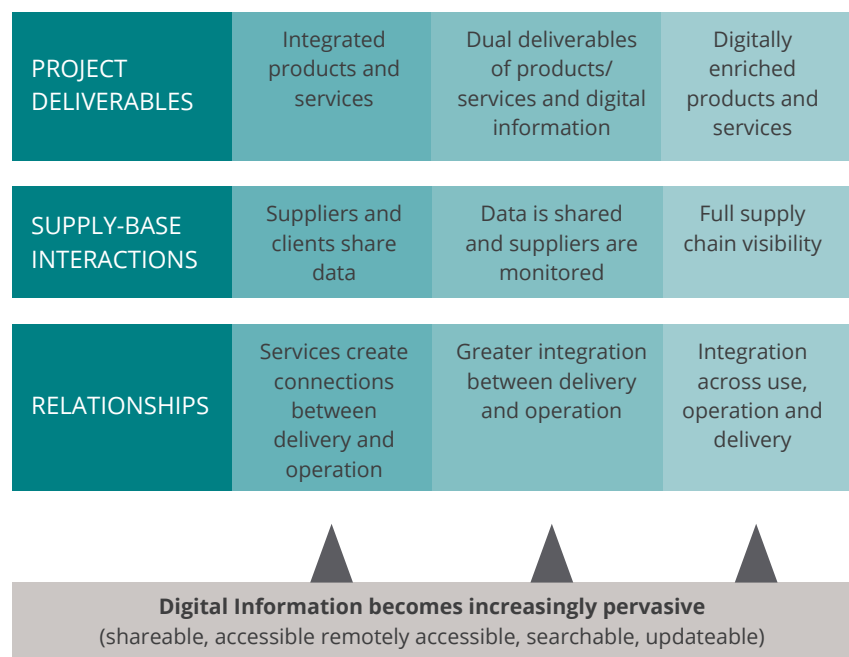 PROJECT
DELIVERABLES
Integrated
products and
services
Dual deliverables
of products/
services and digital
information
Digitally
enriched
products and
services
SUPPLY-BASE
INTERACTIONS
Suppliers and
clients share
data
Data is shared
and suppliers are
monitored
Full supply
chain visibility
RELATIONSHIPS
Services create
connections
between
delivery and
operation
Greater integration
between delivery
and operation
Integration
across use,
operation and
delivery
Digital Information becomes increasingly pervasive
(shareable, accessible remotely accessible, searchable, updateable)